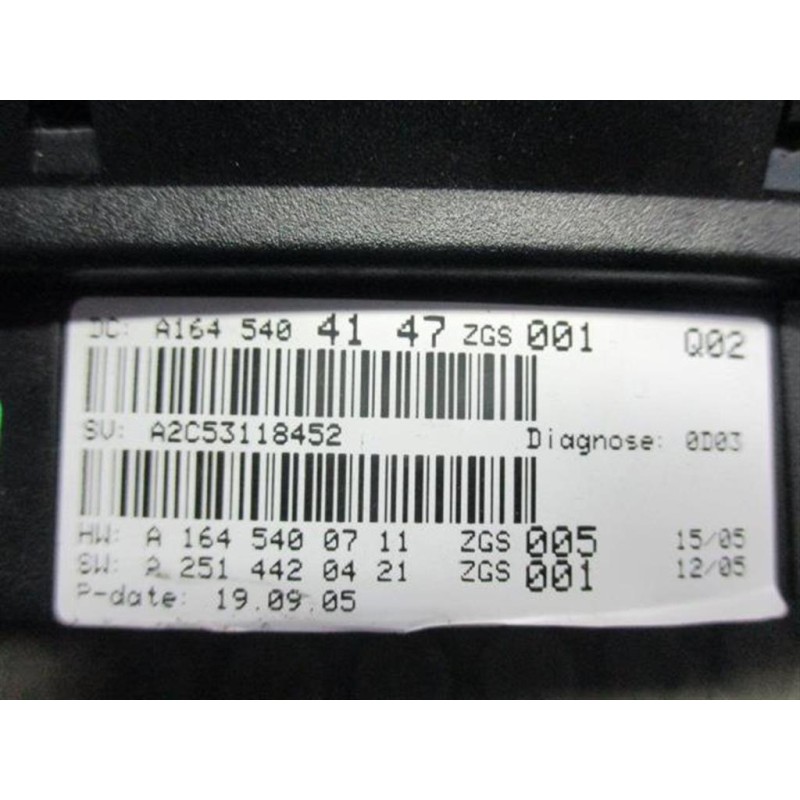 DC: A164 540 41 47 ZGS 001 Q02
SV: A2C53118452 Diagnose: 0D03
HW: A 164 540 07 11 ZGS 005 15/05
SW: 251 442 04 21 ZGS 001 12/05
P-date: 19.09.05